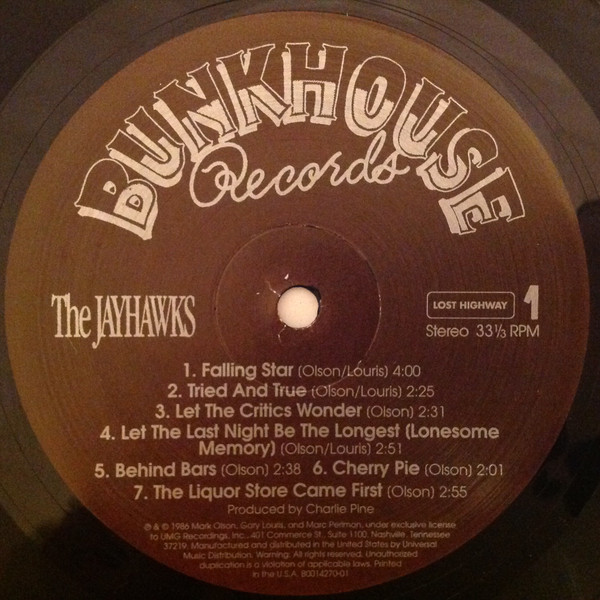 BUNKHOUSE
Records
The JAYHAWKS
LOST HIGHWAY 1
Stereo 33⅓ RPM
1. Falling Star (Olson/Louris) 4:00
2. Tried And True (Olson/Louris) 2:25
3. Let The Critics Wonder (Olson) 2:31
4. Let The Last Night Be The Longest (Lonesome
Memory) (Olson/Louris) 2:51
5. Behind Bars (Olson) 2:38 6. Cherry Pie (Olson) 2:01
7. The Liquor Store Came First (Olson) 2:55
Produced by Charlie Pine
℗ & © 1986 Mark Olson, Gary Louris, and Marc Perlman, under exclusive license
to UMG Recordings, Inc., 401 Commerce St., Suite 1100, Nashville, Tennessee
37219. Manufactured and distributed in the United States by Universal
Music Distribution. Warning: All rights reserved. Unauthorized
duplication is a violation of applicable laws. Printed
in the U.S.A. B0014270-01